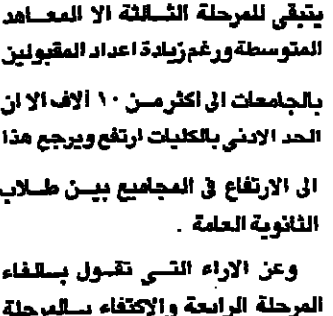 يتبقى للمرحلة الثالثة الا المعاهد
المتوسطة ورغم زيادة اعداد المقبولين
بالجامعات الى اكثر من ١٠ آلاف الا ان
الحد الادنى بالكليات ارتفع ويرجع هذا
الى الارتفاع في المجاميع بين طلاب
الثانوية العامة .
وعن الاراء التى تقول بالغاء
المرحلة الرابعة والاكتفاء بالمرحلة